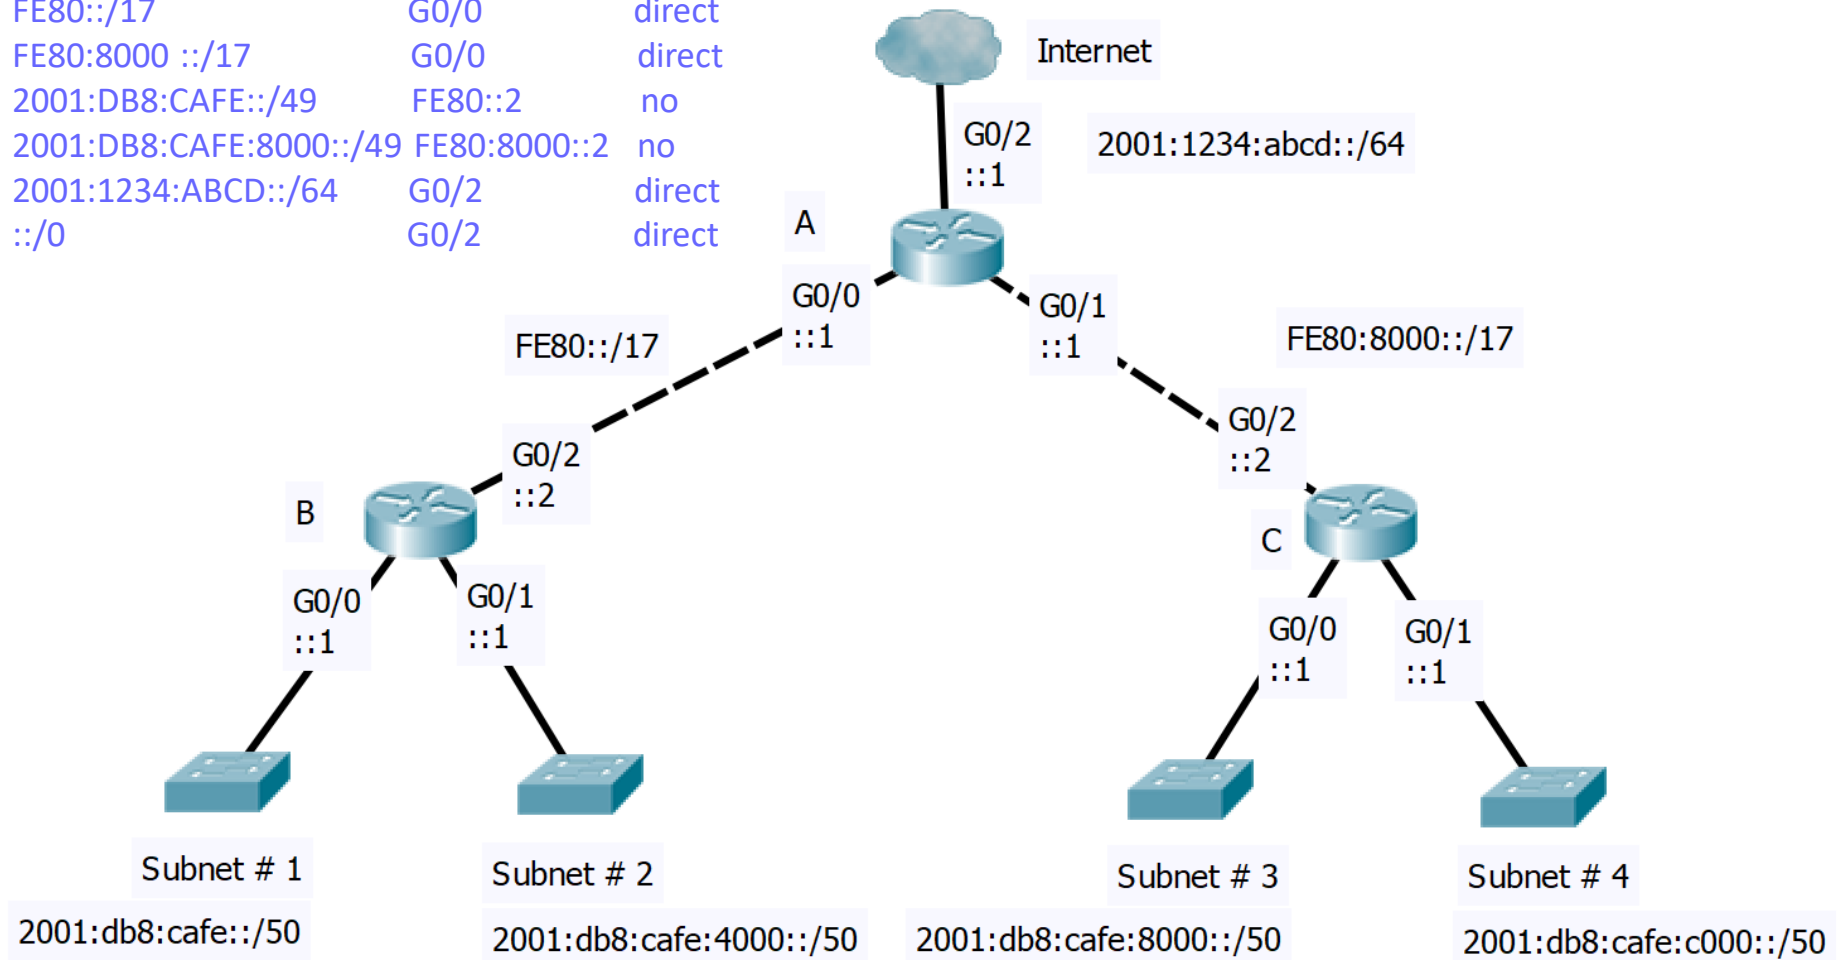 FE80::/17 G0/0 direct
FE80:8000 ::/17 G0/0 direct
2001:DB8:CAFE::/49 FE80::2 no
2001:DB8:CAFE:8000::/49 FE80:8000::2 no
2001:1234:ABCD::/64 G0/2 direct
::/0 G0/2 direct
Internet
G0/2
::1
2001:1234:abcd::/64
A
G0/0
::1
G0/1
::1
FE80::/17
FE80:8000::/17
G0/2
::2
G0/2
::2
B
C
G0/0
::1
G0/1
::1
G0/0
::1
G0/1
::1
Subnet # 1
Subnet # 2
Subnet # 3
Subnet # 4
2001:db8:cafe::/50
2001:db8:cafe:4000::/50
2001:db8:cafe:8000::/50
2001:db8:cafe:c000::/50